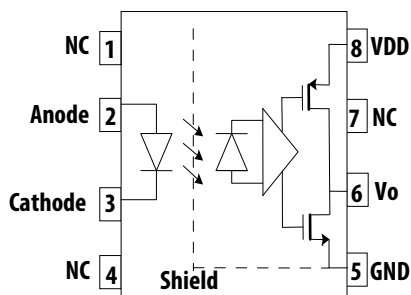 NC 1
Anode 2
Cathode 3
NC 4
Shield
8 VDD
7 NC
6 Vo
5 GND